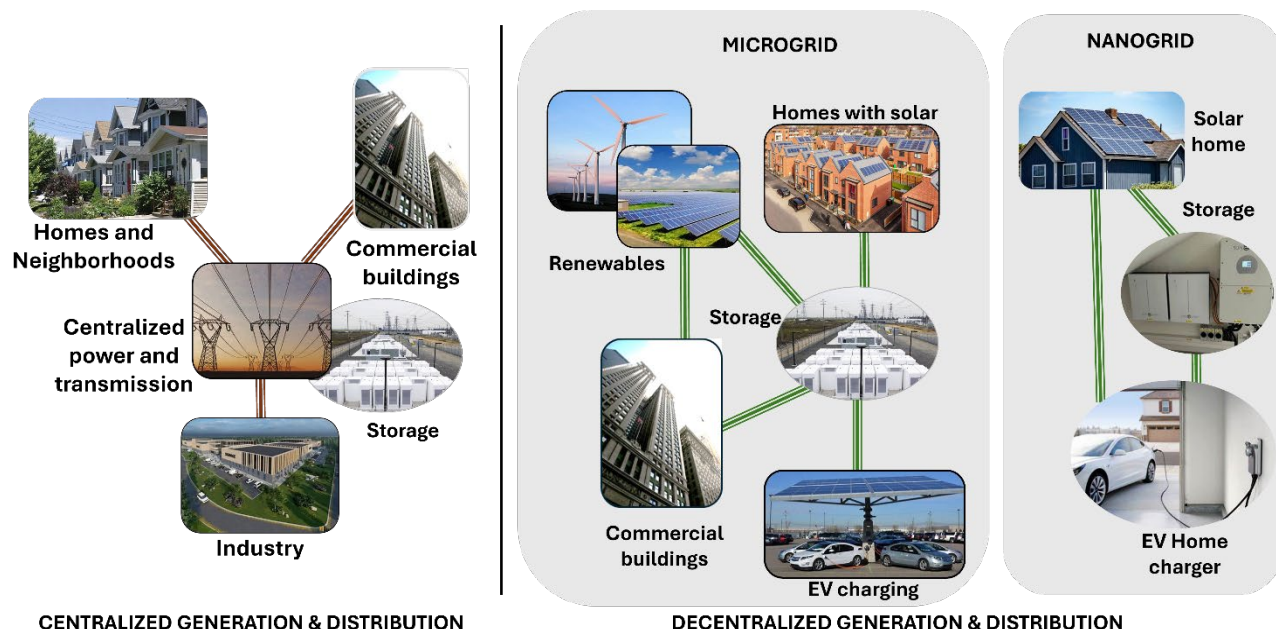 Homes and
Neighborhoods
Commercial
buildings
Centralized
power and
transmission
Storage
Industry
CENTRALIZED GENERATION & DISTRIBUTION
MICROGRID
Homes with solar
Renewables
Storage
Commercial
buildings
EV charging
NANOGRID
Solar
home
Storage
EV Home
charger
DECENTRALIZED GENERATION & DISTRIBUTION